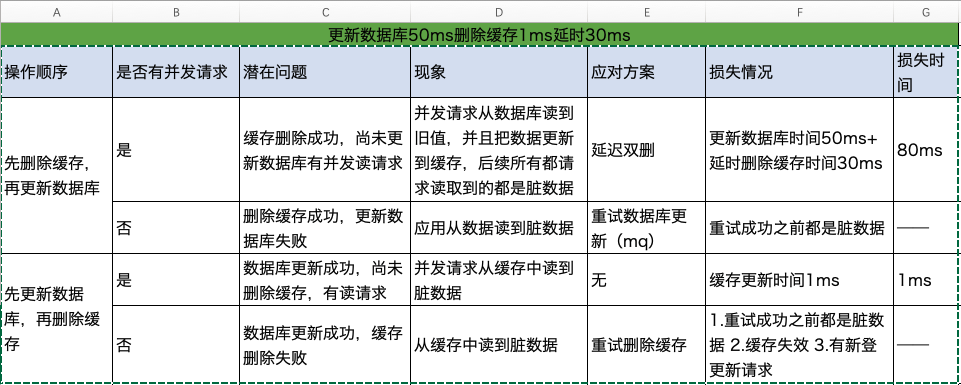 A B C D E F G
更新数据库50ms删除缓存1ms延时30ms
操作顺序
是否有并发请求
潜在问题
现象
应对方案
损失情况
损失时
间
先删除缓存，
再更新数据库
是
缓存删除成功，尚未更
新数据库有并发读请求
并发请求从数据库读到
旧值，并且把数据更新
到缓存，后续所有都请
求读取到的都是脏数据
延迟双删
更新数据库时间50ms+
延时删除缓存时间30ms
80ms
否
删除缓存成功，更新数
据库失败
应用从数据读到脏数据
重试数据库更
新（mq）
重试成功之前都是脏数据
——
先更新数据
库，再删除缓
存
是
数据库更新成功，尚未
删除缓存，有读请求
并发请求从缓存中读到
脏数据
无
缓存更新时间1ms
1ms
否
数据库更新成功，缓存
删除失败
从缓存中读到脏数据
重试删除缓存
1.重试成功之前都是脏数
据 2.缓存失效 3.有新登
更新请求
——